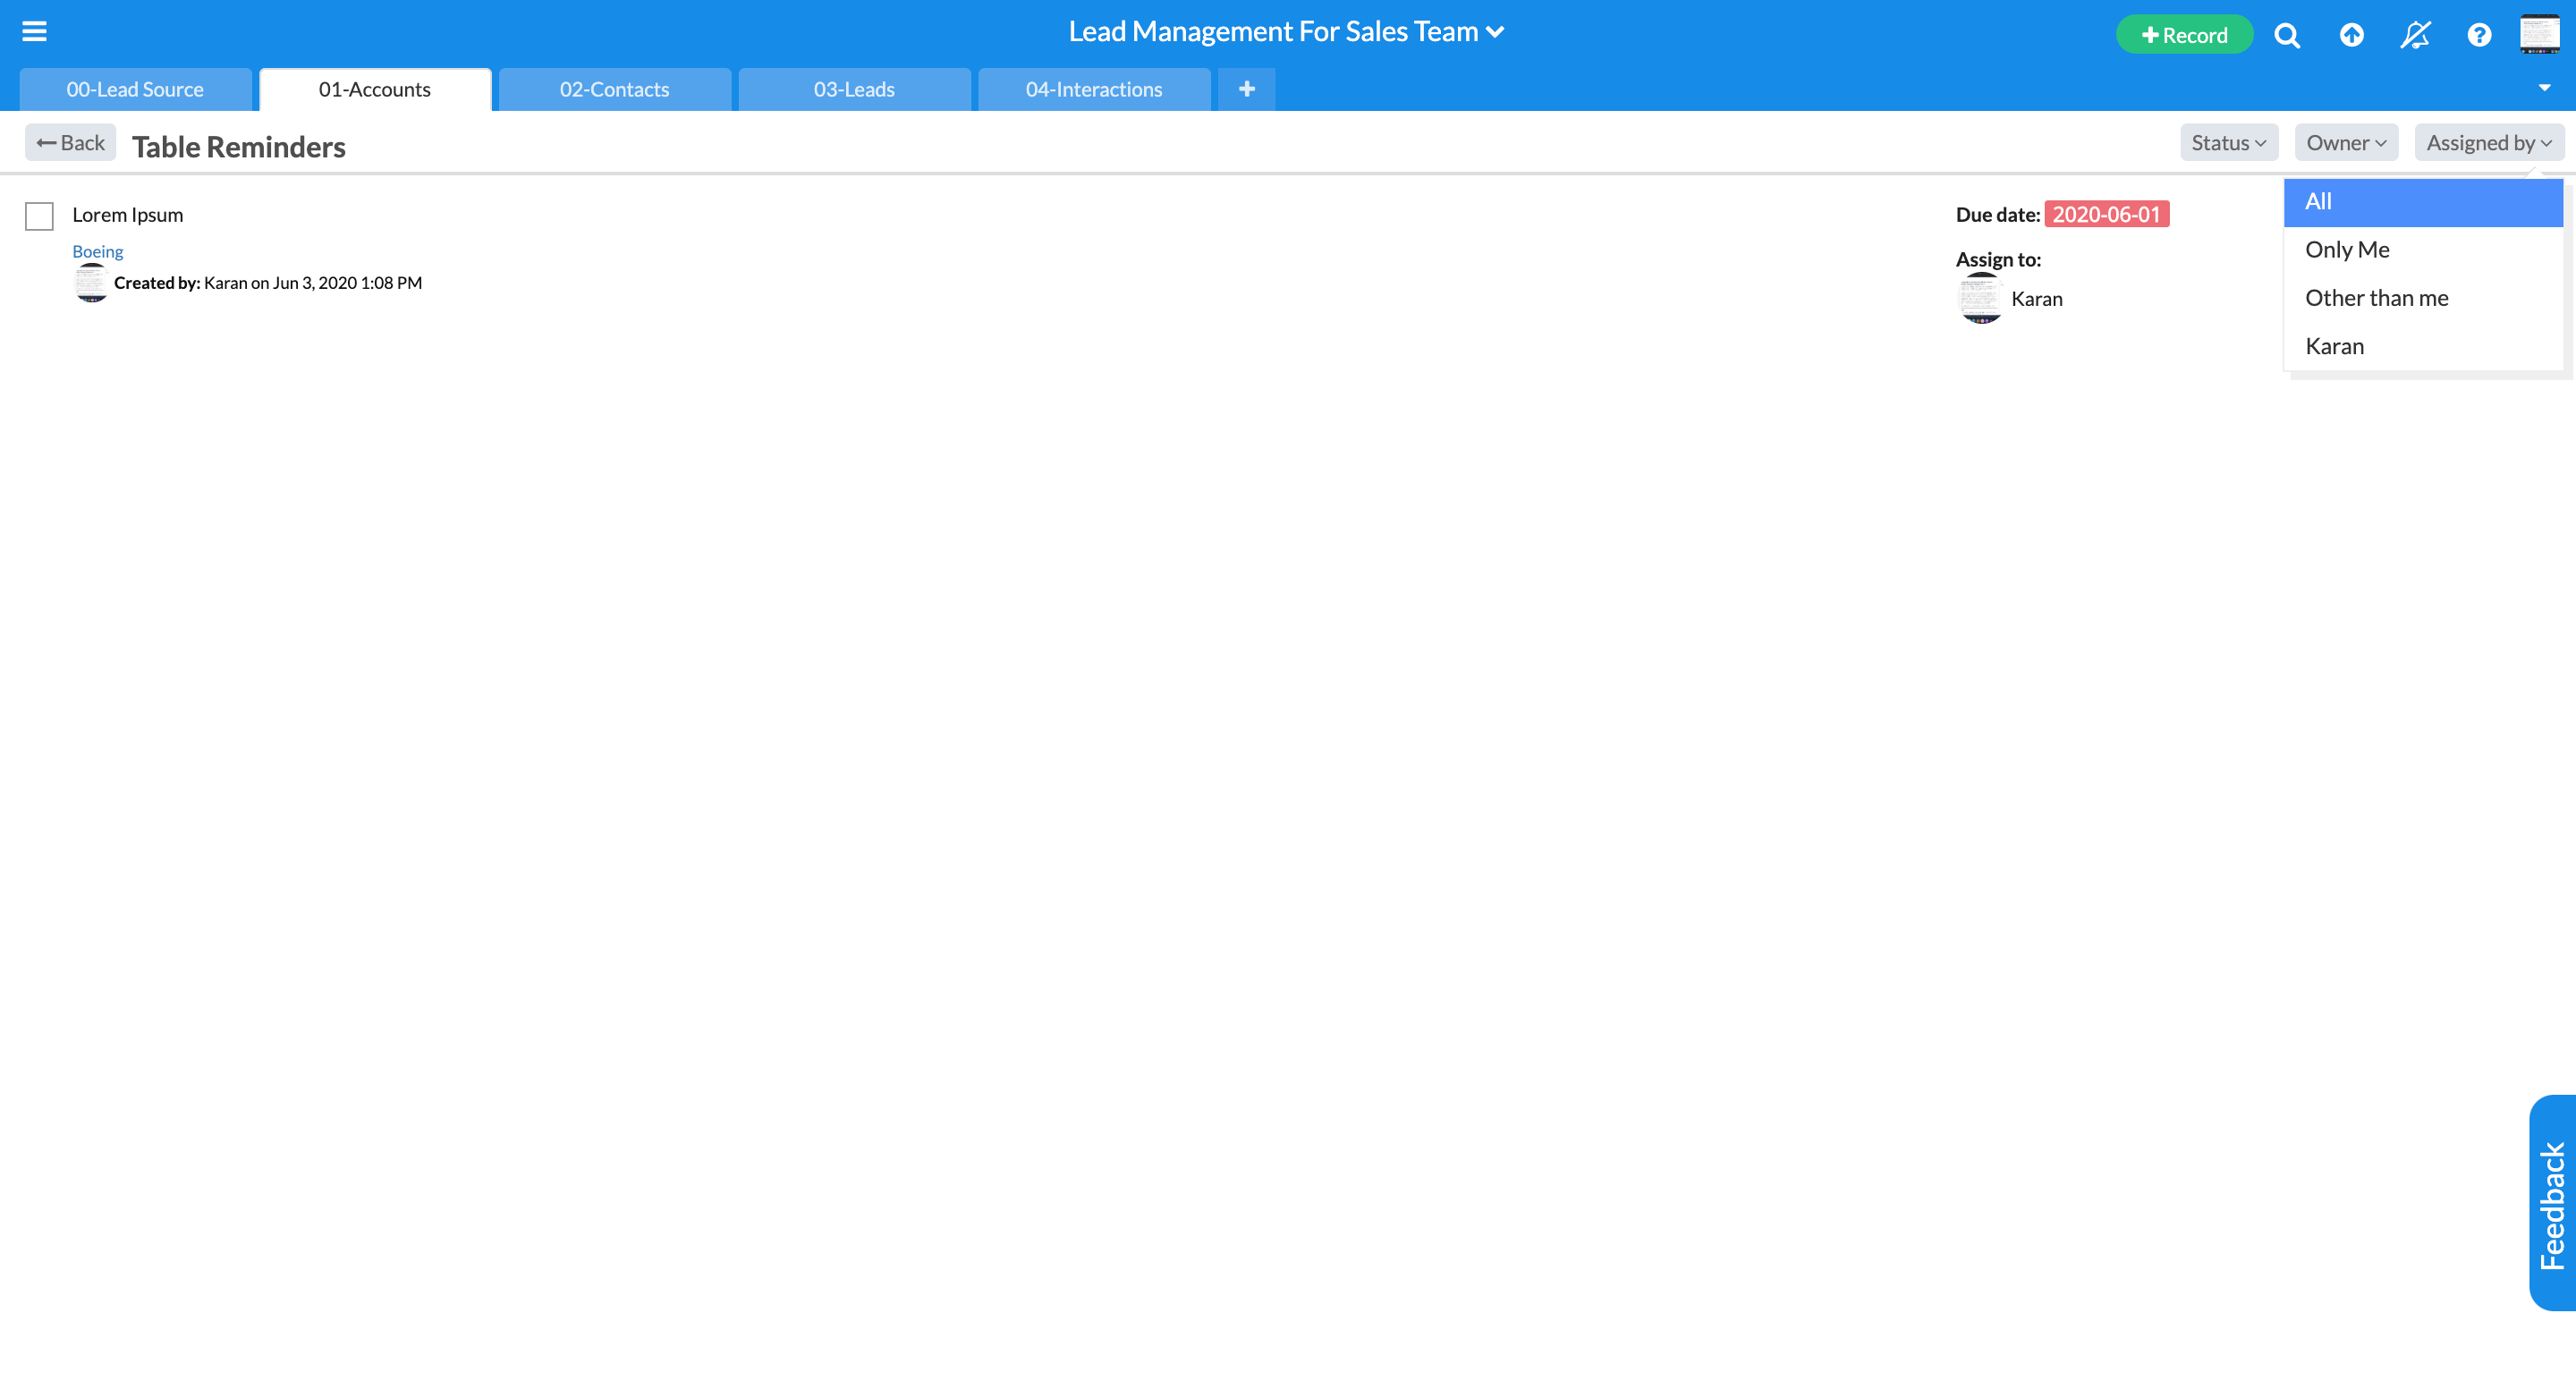 Lead Management For Sales Team
Record
00-Lead Source
01-Accounts
02-Contacts
03-Leads
04-Interactions
Back
Table Reminders
Status
Owner
Assigned by
All
Only Me
Other than me
Karan
Lorem Ipsum
Boeing
Created by: Karan on Jun 3, 2020 1:08 PM
Due date: 2020-06-01
Assign to:
Karan
Feedback